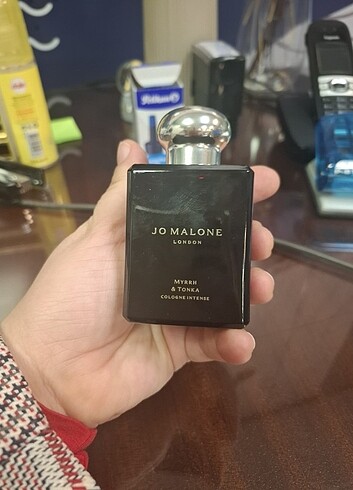 Pelikan
JO MALONE
LONDON
MYRRH
& TONKA
COLOGNE INTENSE